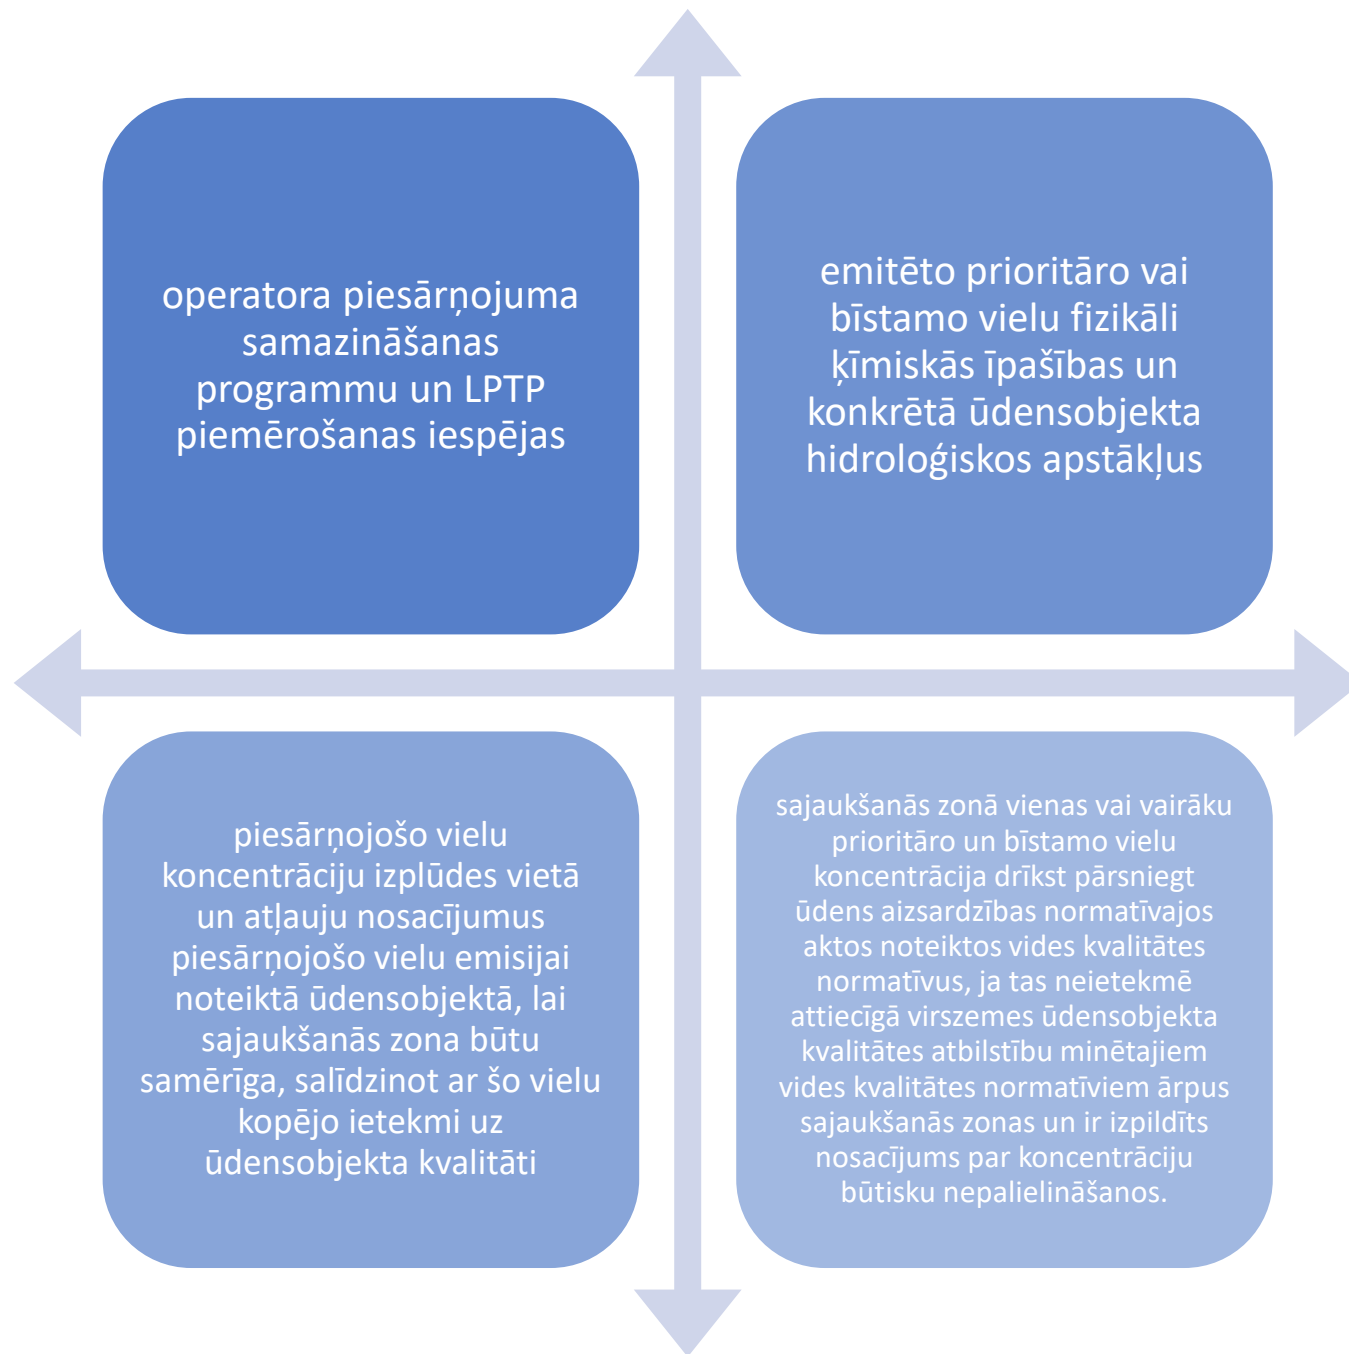 operatora piesārņojuma
samazināšanas
programmu un LPTP
piemērošanas iespējas
emitēto prioritāro vai
bīstamo vielu fizikāli
ķīmiskās īpašības un
konkrētā ūdensobjekta
hidroloģiskos apstākļus
piesārņojošo vielu
koncentrāciju izplūdes vietā
un atļauju nosacījumus
piesārņojošo vielu emisijai
noteiktā ūdensobjektā, lai
sajaukšanās zona būtu
samērīga, salīdzinot ar šo vielu
kopējo ietekmi uz
ūdensobjekta kvalitāti
sajaukšanās zonā vienas vai vairāku
prioritāro un bīstamo vielu
koncentrācija drīkst pārsniegt
ūdens aizsardzības normatīvajos
aktos noteiktos vides kvalitātes
normatīvus, ja tas neietekmē
attiecīgā virszemes ūdensobjekta
kvalitātes atbilstību minētajiem
vides kvalitātes normatīviem ārpus
sajaukšanās zonas un ir izpildīts
nosacījums par koncentrāciju
būtisku nepalielināšanos.